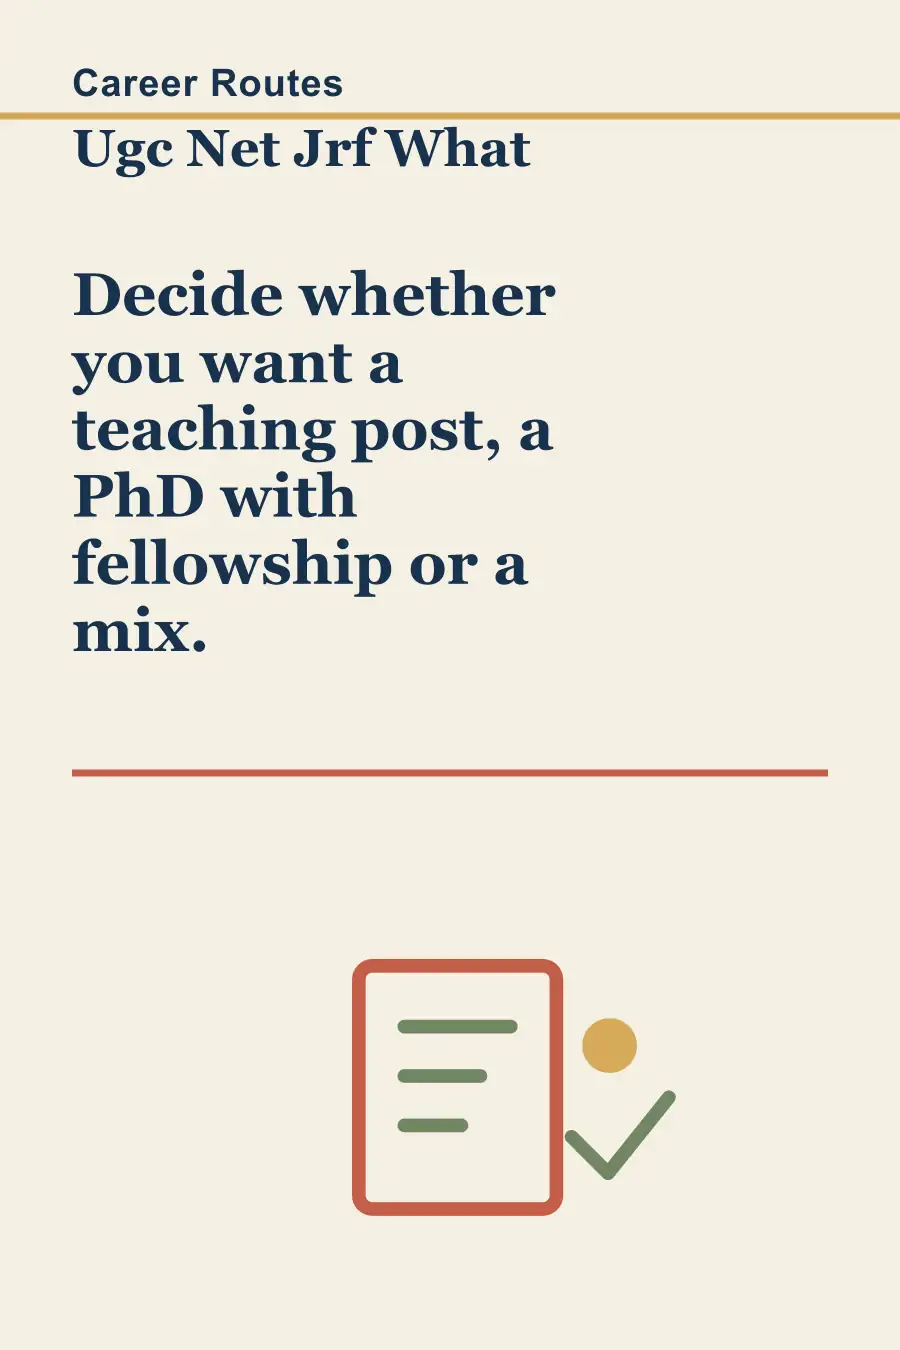 Career Routes
Ugc Net Jrf What
Decide whether
you want a
teaching post, a
PhD with
fellowship or a
mix.